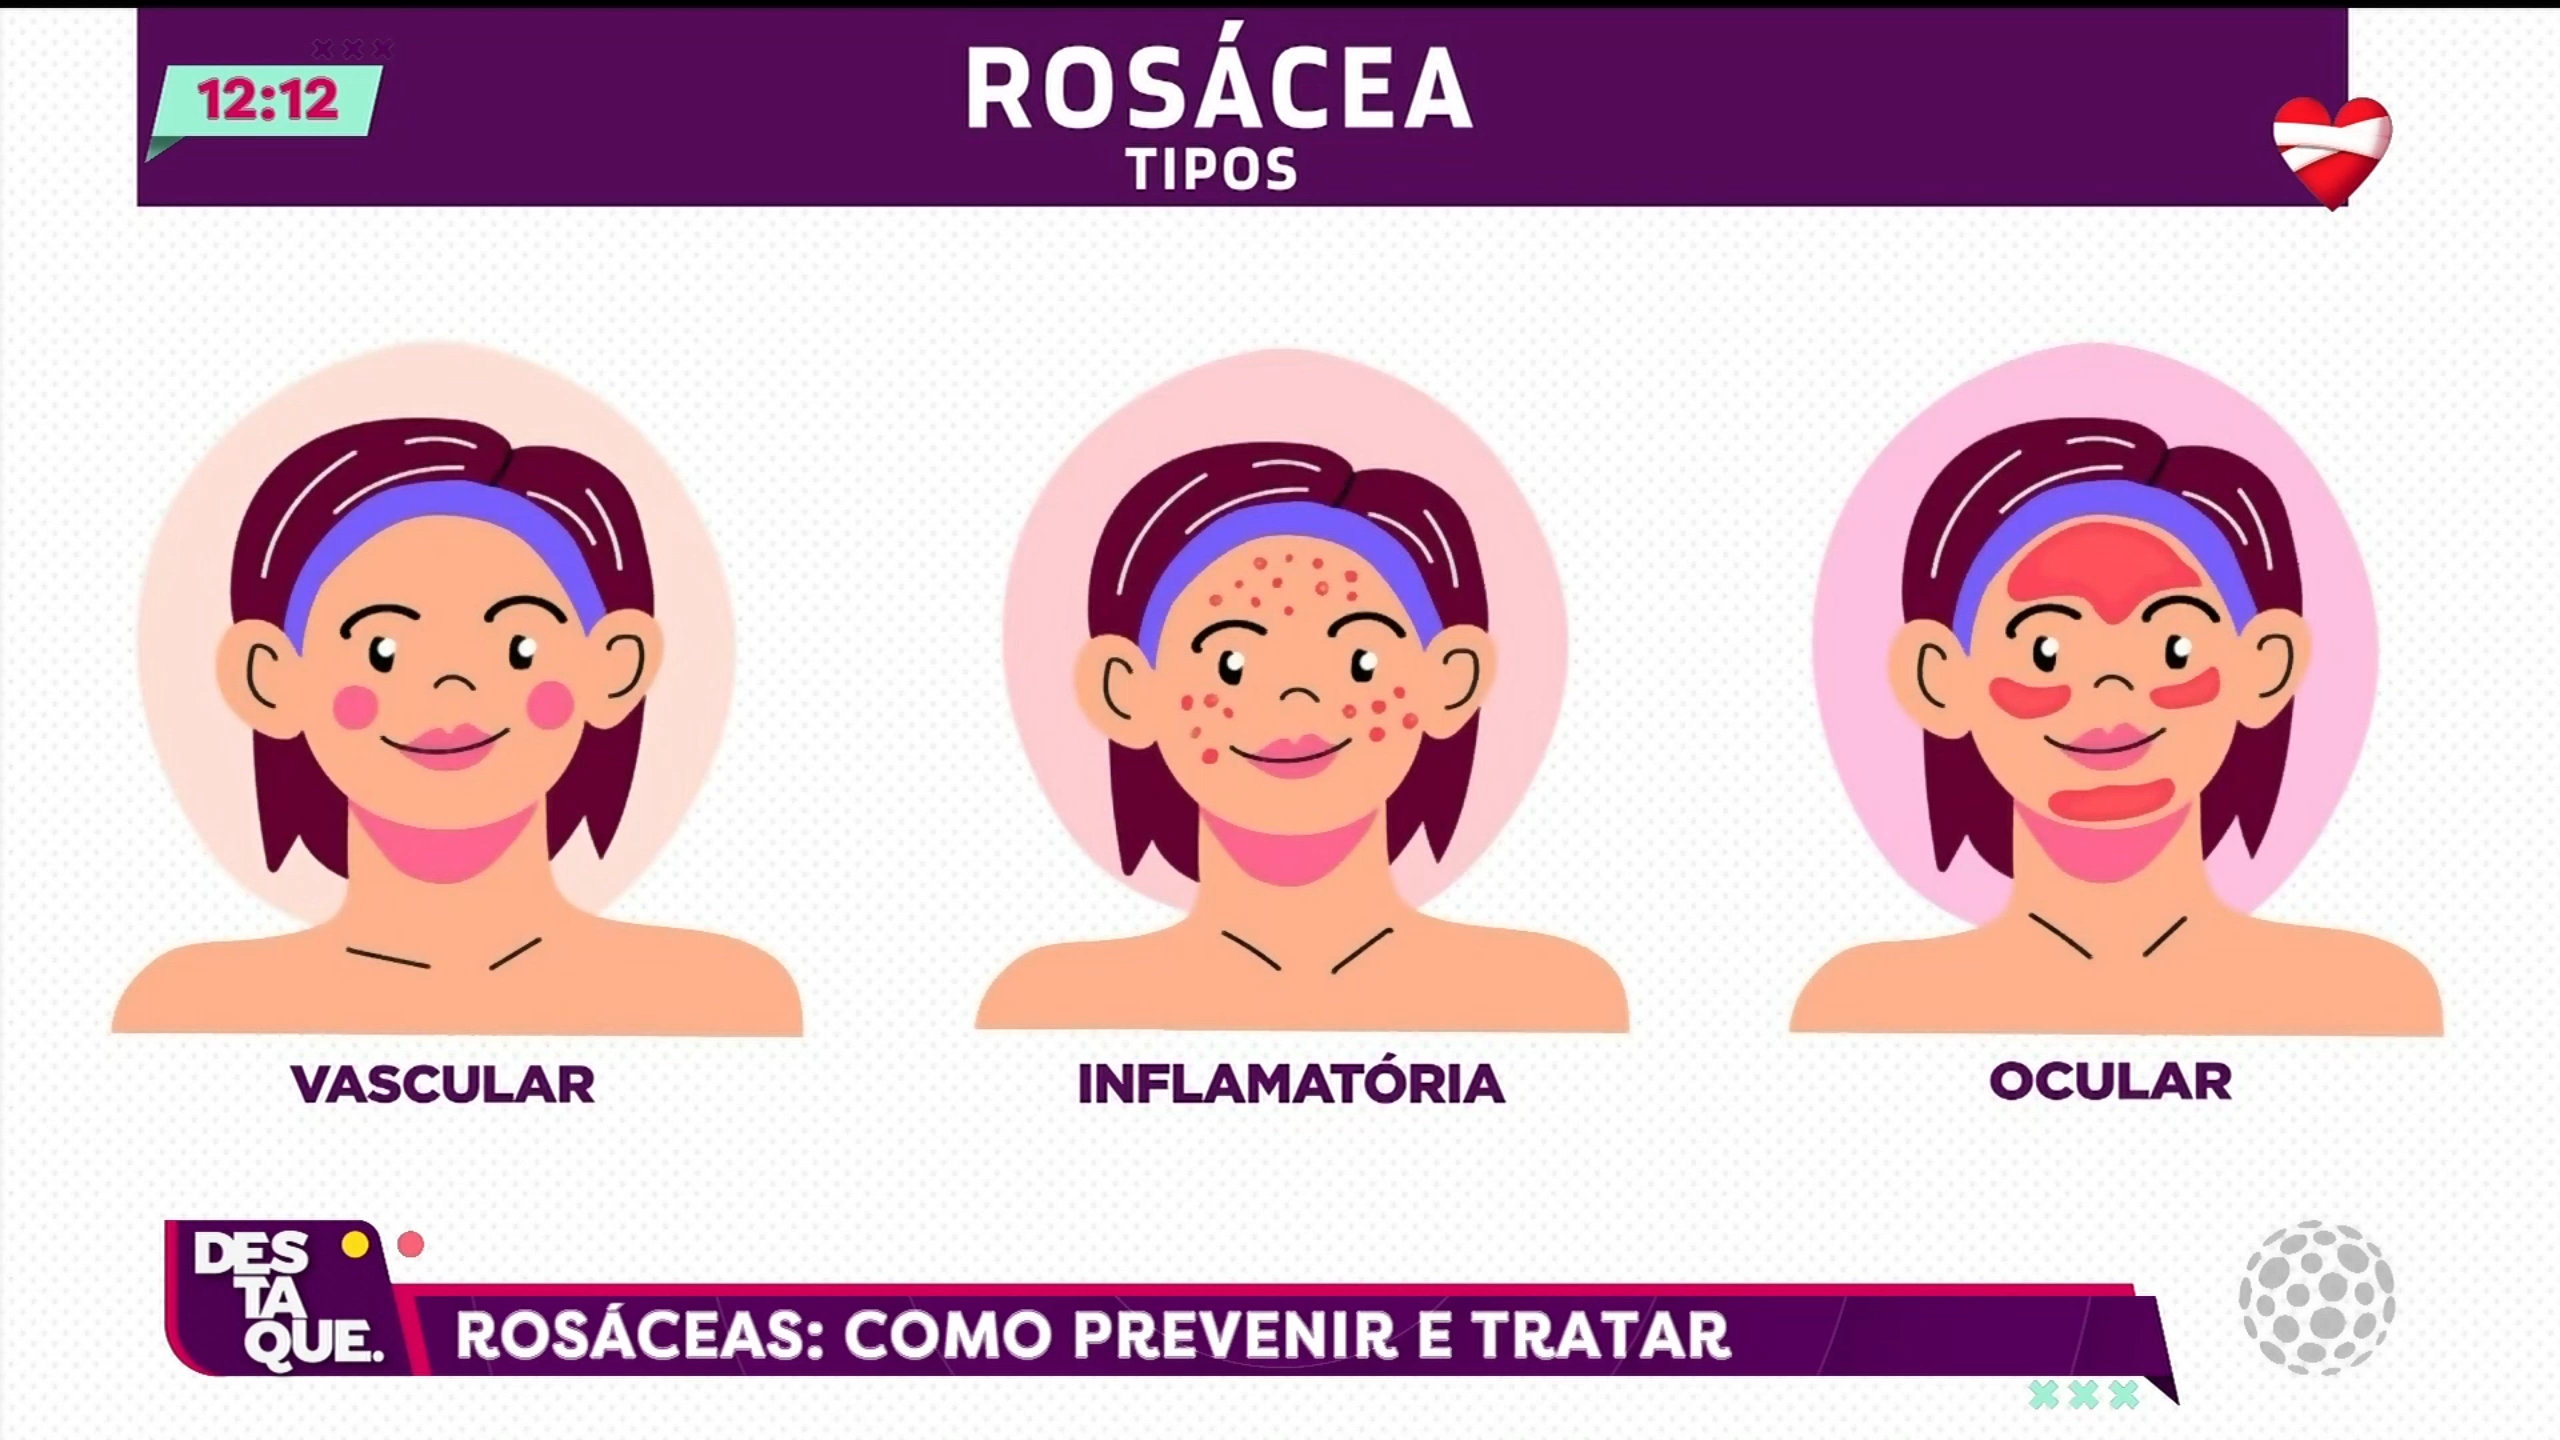 12:12
ROSÁCEA
TIPOS
VASCULAR
INFLAMATÓRIA
OCULAR
DES
TA
QUE.
ROSÁCEAS: COMO PREVENIR E TRATAR